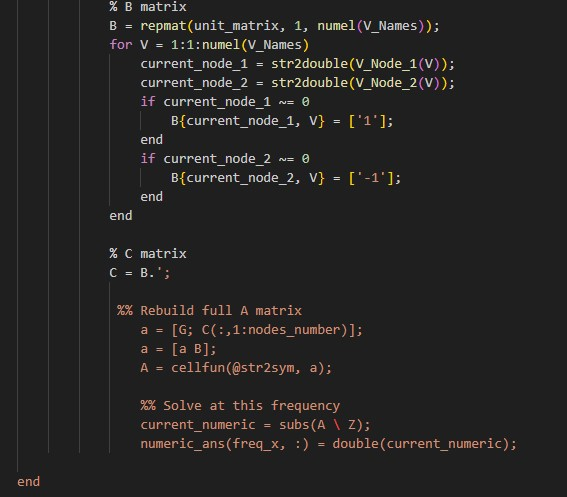 % B matrix
B = repmat(unit_matrix, 1, numel(V_Names));
for V = 1:1:numel(V_Names)
current_node_1 = str2double(V_Node_1(V));
current_node_2 = str2double(V_Node_2(V));
if current_node_1 ~= 0
B{current_node_1, V} = ['1'];
end
if current_node_2 ~= 0
B{current_node_2, V} = ['-1'];
end
end
% C matrix
C = B.';
%% Rebuild full A matrix
a = [G; C(:,1:nodes_number)];
a = [a B];
A = cellfun(@str2sym, a);
%% Solve at this frequency
current_numeric = subs(A \ Z);
numeric_ans(freq_x, :) = double(current_numeric);
end